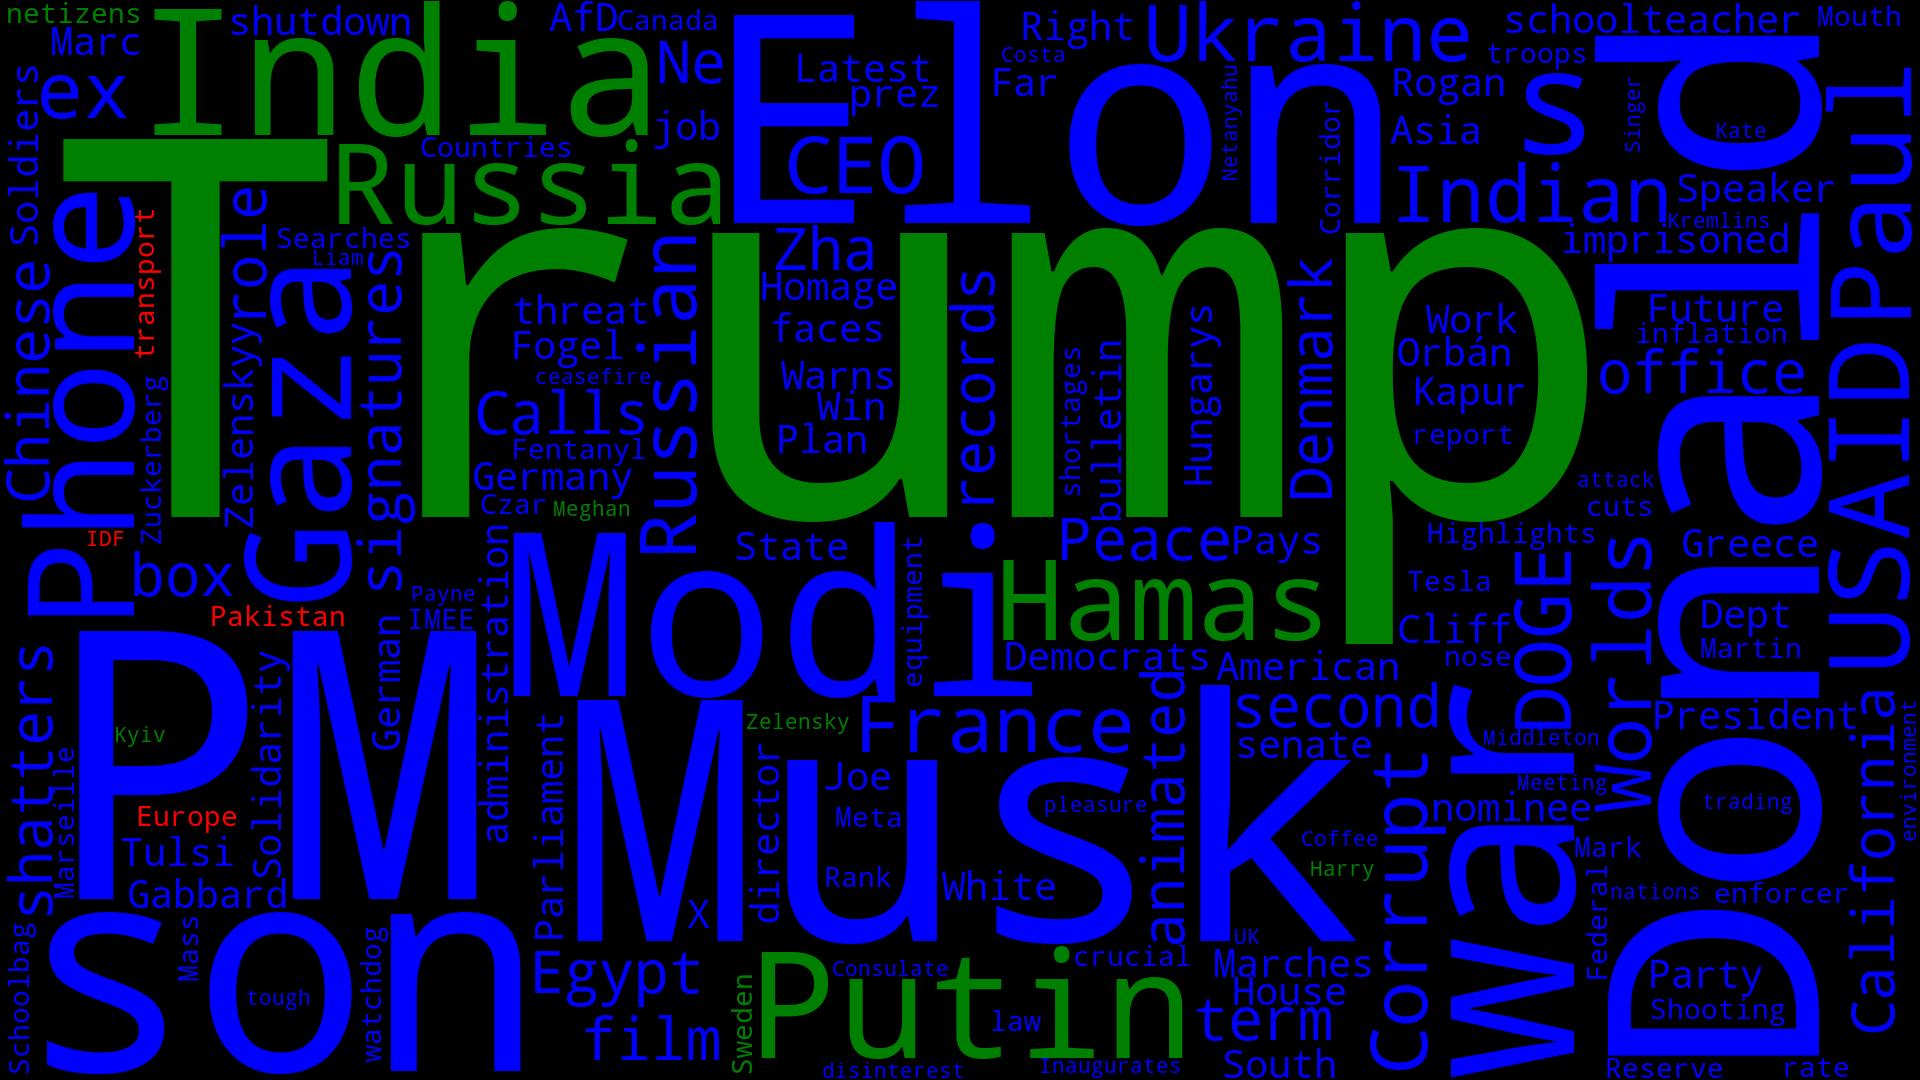 netizens
India
shutdown
AfD
Canada
Elon
Right
Costa
Ukraine
schoolteacher
Mouth
Marc
ex
Ne
Latest
prez
Far
troops
Rogan
s
Singer
Kate
job
CEO
Netanyahu
Corridor
Asia
Indian
Speaker
Kremlins
imprisoned
Soldiers
Chinese
Phone
transport
Trump
Countries
Russia
Searches
Liam
role
Zelenskyy
Zuckerberg
Gaza
signatures
threat
Fogel
ceasefire
Calls
Fentanyl
Germany
Czar
Meghan
Russian
Zha
Homage
faces
Warns
Win
Plan
records
shortages
bulletin
Hungarys
Denmark
Work
Orbán
Kapur
report
Future
inflation
office
Paul
USAID
Donald
attack
cuts
Highlights
Greece
IDF
box
Pakistan
Payne
IMEE
German
administration
Modi
State
equipment
Peace
Pays
Hamas
Tesla
Cliff
nose
DOGE
Worlds
Dept
Martin
Democrats
American
PM
Kyiv
shatters
Marseille
Solidarity
Europe
Tulsi
Gabbard
Parliament
Musk
Zelensky
France
director
Joe
Meta
Rank
X
White
pleasure
animated
second
senate
Coffee
Harry
UK
corrupt
War
Middleton
Meeting
nominee
Mark
President
trading
nations
enforcer
california
environment
son
Schoolbag
Mass
tough
watchdog
Egypt
film
Sweden
Putin
Consulate
law
crucial
disinterest
Inaugurates
Marches
House
term
South
Federal
Party
Shooting
Reserve
rate